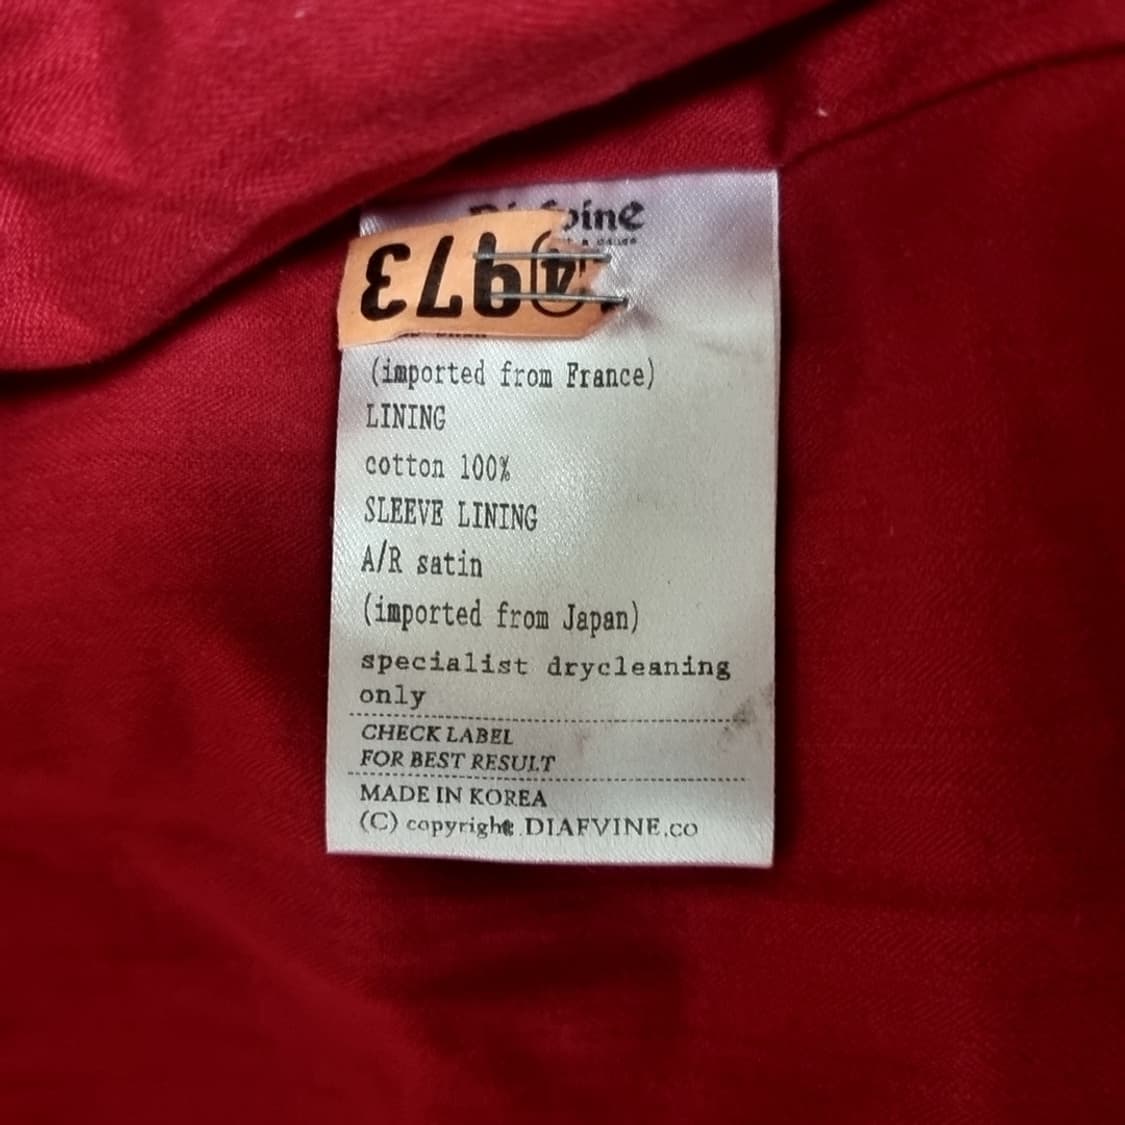 (imported from France)
LINING
cotton 100%
SLEEVE LINING
A/R satin
(imported from Japan)
specialist drycleaning
only
CHECK LABEL
FOR BEST RESULT
MADE IN KOREA
(C) copyright DIAFVINE.co